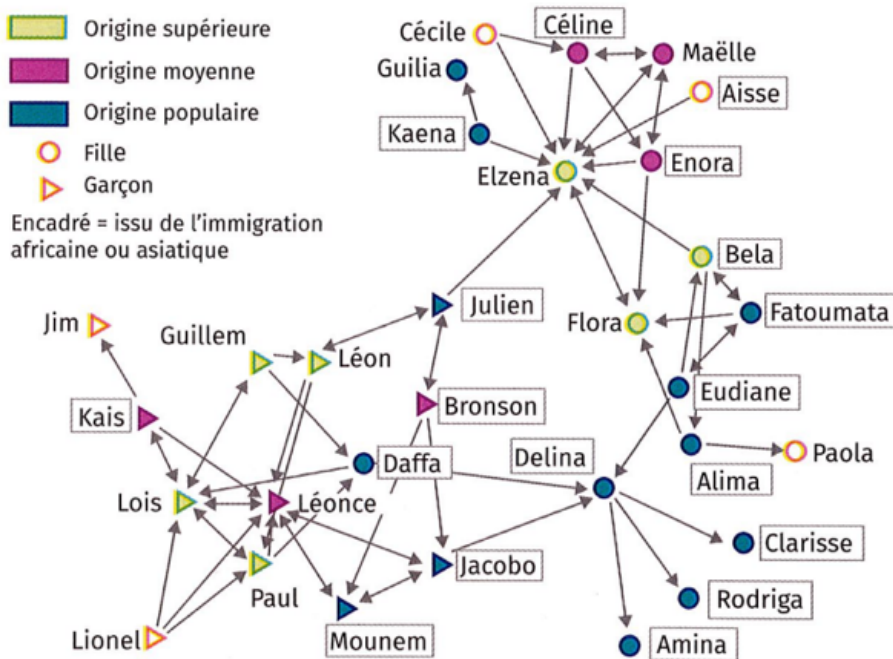 Origine supérieure
Origine moyenne
Origine populaire
Fille
Garçon
Encadré = issu de l'immigration
africaine ou asiatique
Cécile
Céline
Maëlle
Guilia
Aisse
Kaena
Elzena
Enora
Bela
Julien
Flora
Fatoumata
Jim
Guillem
Léon
Eudiane
Kais
Bronson
Daffa
Delina
Alima
Paola
Lois
Léonce
Clarisse
Jacobo
Paul
Rodriga
Lionel
Mounem
Amina